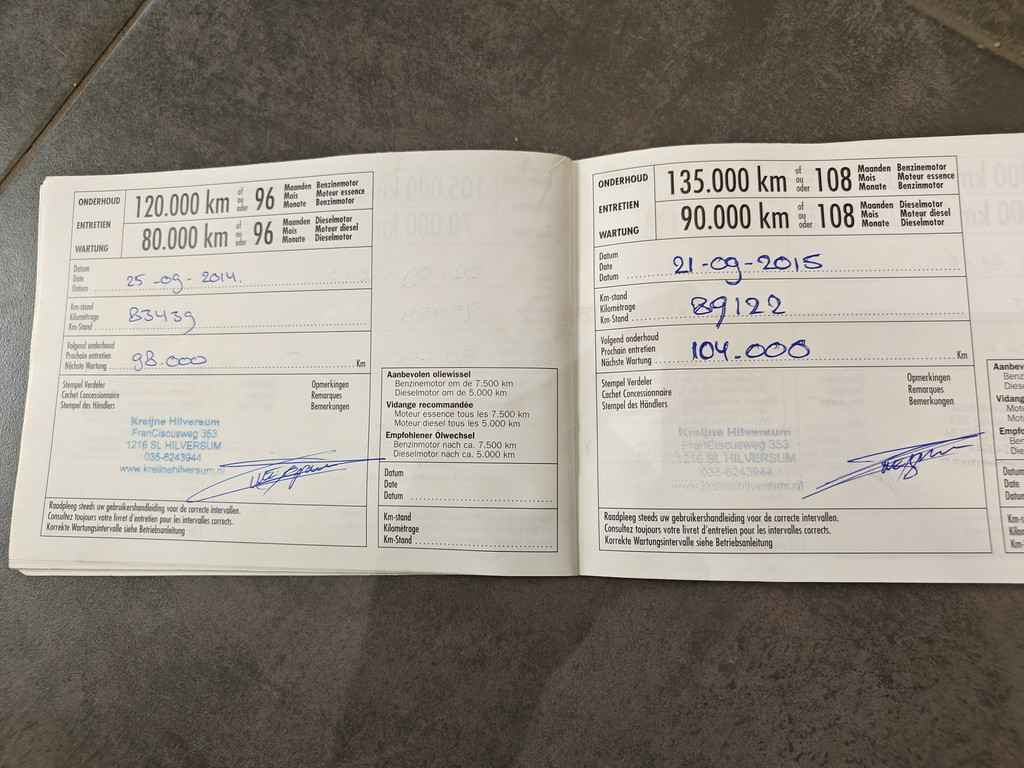 ONDERHOUD
ENTRETIEN
WARTUNG
120.000 km of ou oder 96 Maanden Mois Monate Benzinemotor Moteur essence Benzinmotor
80.000 km of ou oder 96 Maanden Mois Monate Dieselmotor Moteur diesel Dieselmotor
Datum
Date
Datum 25-09-2014.
Km-stand
Kilométrage
Km-Stand 83439
Volgend onderhoud
Prochain entretien
Nächste Wartung 98.000 Km
Stempel Verdeler
Cachet Concessionnaire
Stempel des Händlers
Opmerkingen
Remarques
Bemerkungen
Kreijne Hilversum
FranCiscusweg 353
1216 SL HILVERSUM
035-6243944
www.kreijnehilversum.nl
Raadpleeg steeds uw gebruikershandleiding voor de correcte intervallen.
Consultez toujours votre livret d'entretien pour les intervalles corrects.
Korrekte Wartungsintervalle siehe Betriebsanleitung
Aanbevolen oliewissel
Benzinemotor om de 7.500 km
Dieselmotor om de 5.000 km
Vidange recommandée
Moteur essence tous les 7.500 km
Moteur diesel tous les 5.000 km
Empfohlener Ölwechsel
Benzinmotor nach ca. 7.500 km
Dieselmotor nach ca. 5.000 km
Datum
Date
Datum
Km-stand
Kilométrage
Km-Stand
ONDERHOUD
ENTRETIEN
WARTUNG
135.000 km of ou oder 108 Maanden Mois Monate Benzinemotor Moteur essence Benzinmotor
90.000 km of ou oder 108 Maanden Mois Monate Dieselmotor Moteur diesel Dieselmotor
Datum
Date
Datum 21-09-2015
Km-stand
Kilométrage
Km-Stand 89122
Volgend onderhoud
Prochain entretien
Nächste Wartung 104.000 Km
Stempel Verdeler
Cachet Concessionnaire
Stempel des Händlers
Opmerkingen
Remarques
Bemerkungen
Kreijne Hilversum
FranCiscusweg 353
1216 SL HILVERSUM
035-6243944
www.kreijnehilversum.nl
Raadpleeg steeds uw gebruikershandleiding voor de correcte intervallen.
Consultez toujours votre livret d'entretien pour les intervalles corrects.
Korrekte Wartungsintervalle siehe Betriebsanleitung
Datum
Date
Datum